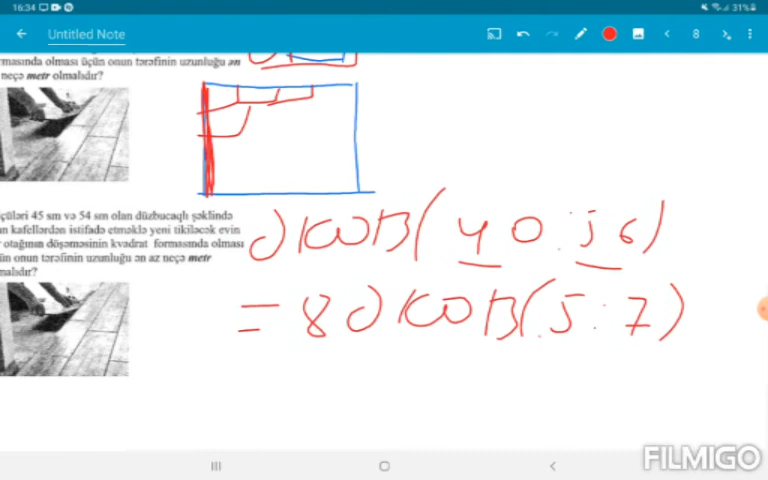 16:34
31%
Untitled Note
8
rmasında olması üçün onun tərəfinin uzunluğu ən
neçə metr olmalıdır?
çüləri 45 sm və 54 sm olan düzbucaqlı şəklində
n kafellərdən istifadə etməklə yeni tikiləcək evin
otağının döşəməsinin kvadrat formasında olması
ün onun tərəfinin uzunluğu ən az neçə metr
malıdır?
ƏKOB(40:56)
=8ƏKOB(5:7)
FILMIGO